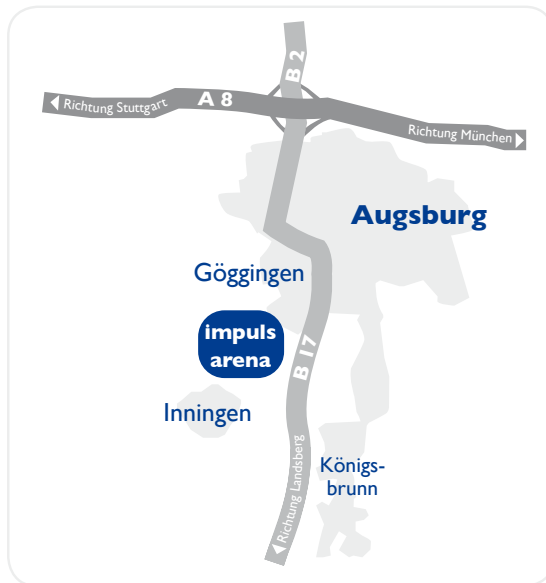 B 2
A 8
Richtung Stuttgart
Richtung München
Augsburg
Göggingen
impuls
arena
B 17
Inningen
Königs-
brunn
Richtung Landsberg